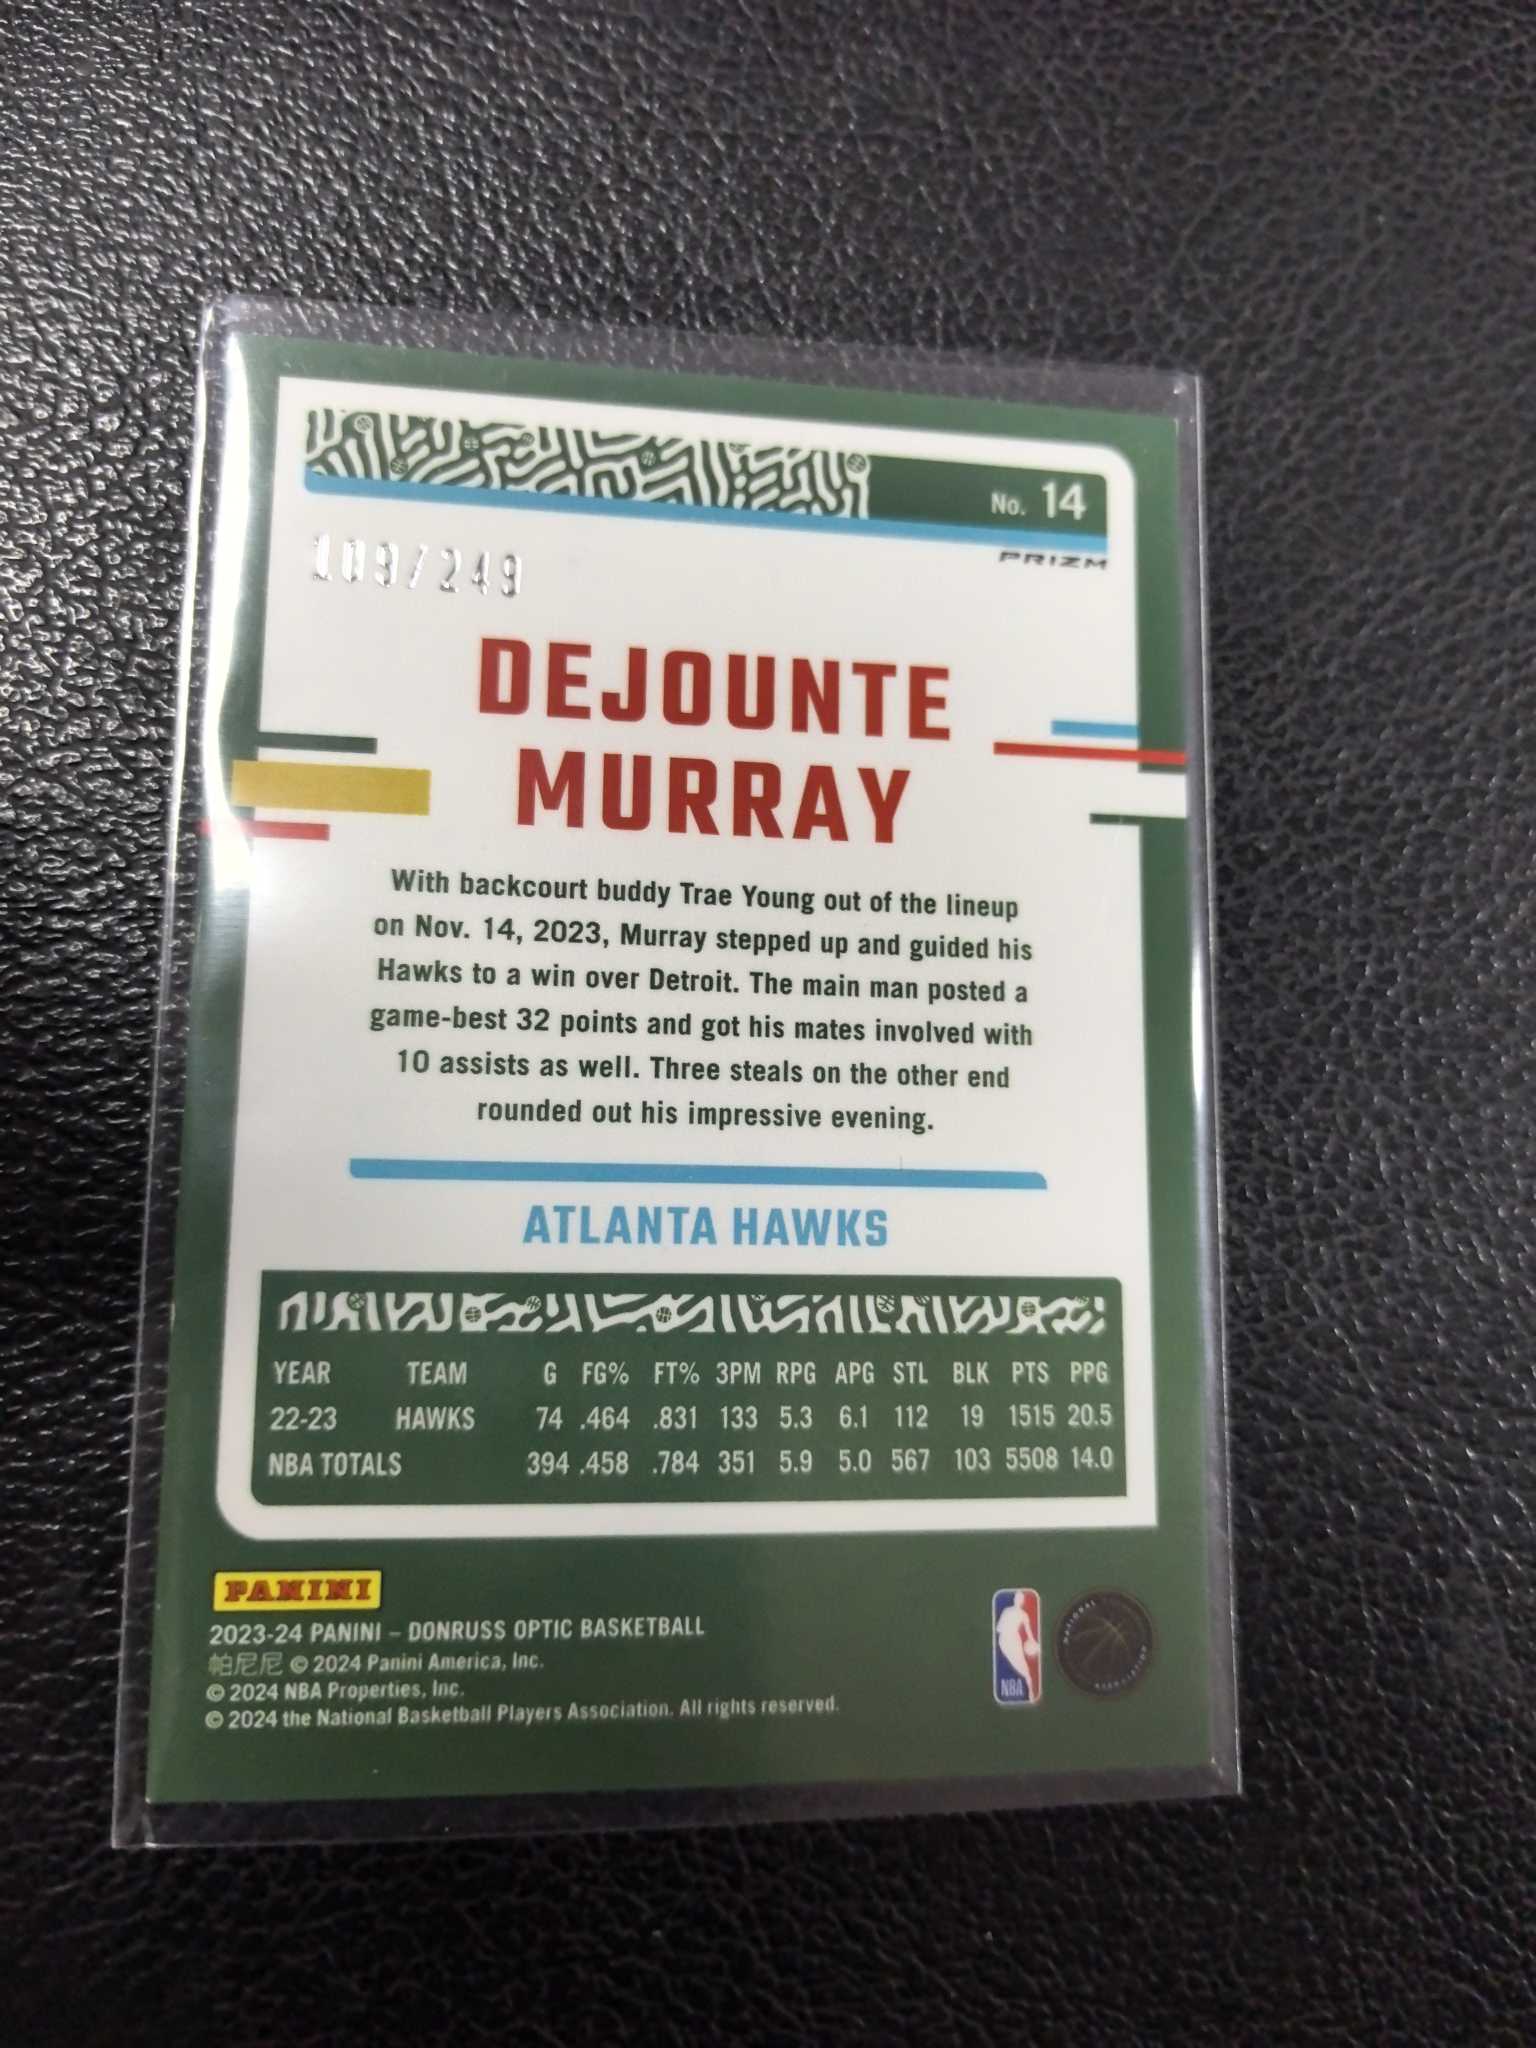 No. 14
PRIZM
109/249
DEJOUNTE
MURRAY
With backcourt buddy Trae Young out of the lineup
on Nov. 14, 2023, Murray stepped up and guided his
Hawks to a win over Detroit. The main man posted a
game-best 32 points and got his mates involved with
10 assists as well. Three steals on the other end
rounded out his impressive evening.
ATLANTA HAWKS
YEAR TEAM G FG% FT% 3PM RPG APG STL BLK PTS PPG
22-23 HAWKS 74 .464 .831 133 5.3 6.1 112 19 1515 20.5
NBA TOTALS 394 .458 .784 351 5.9 5.0 567 103 5508 14.0
PANINI
2023-24 PANINI – DONRUSS OPTIC BASKETBALL
帕尼尼 © 2024 Panini America, Inc.
© 2024 NBA Properties, Inc.
© 2024 the National Basketball Players Association. All rights reserved.
NBA
NATIONAL